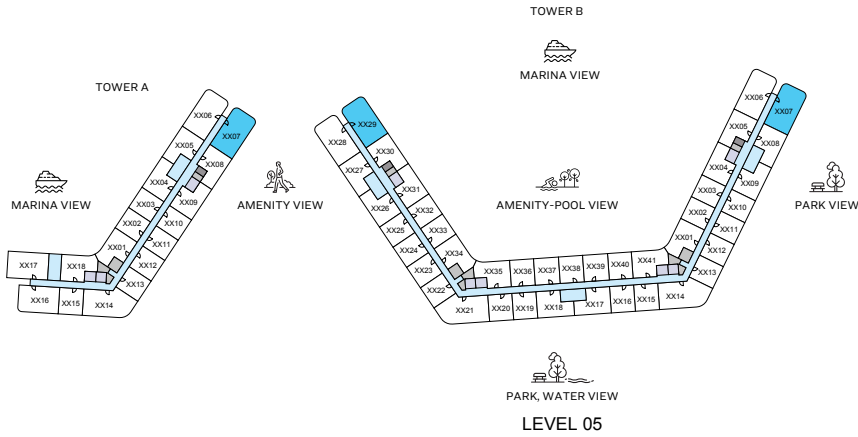 TOWER B
MARINA VIEW
TOWER A
XX06
XX07
XX05
XX08
XX04
XX09
XX03
XX10
XX02
XX11
XX01
XX12
XX13
XX17
XX18
XX16
XX15
XX14
MARINA VIEW
AMENITY VIEW
XX29
XX28
XX30
XX27
XX31
XX26
XX32
XX25
XX33
XX24
XX34
XX23
XX22
XX21
XX35
XX36
XX37
XX38
XX39
XX40
XX41
XX20
XX19
XX18
XX17
XX16
XX15
XX14
AMENITY-POOL VIEW
XX06
XX07
XX05
XX08
XX04
XX09
XX03
XX10
XX02
XX11
XX01
XX12
XX13
PARK VIEW
PARK, WATER VIEW
LEVEL 05